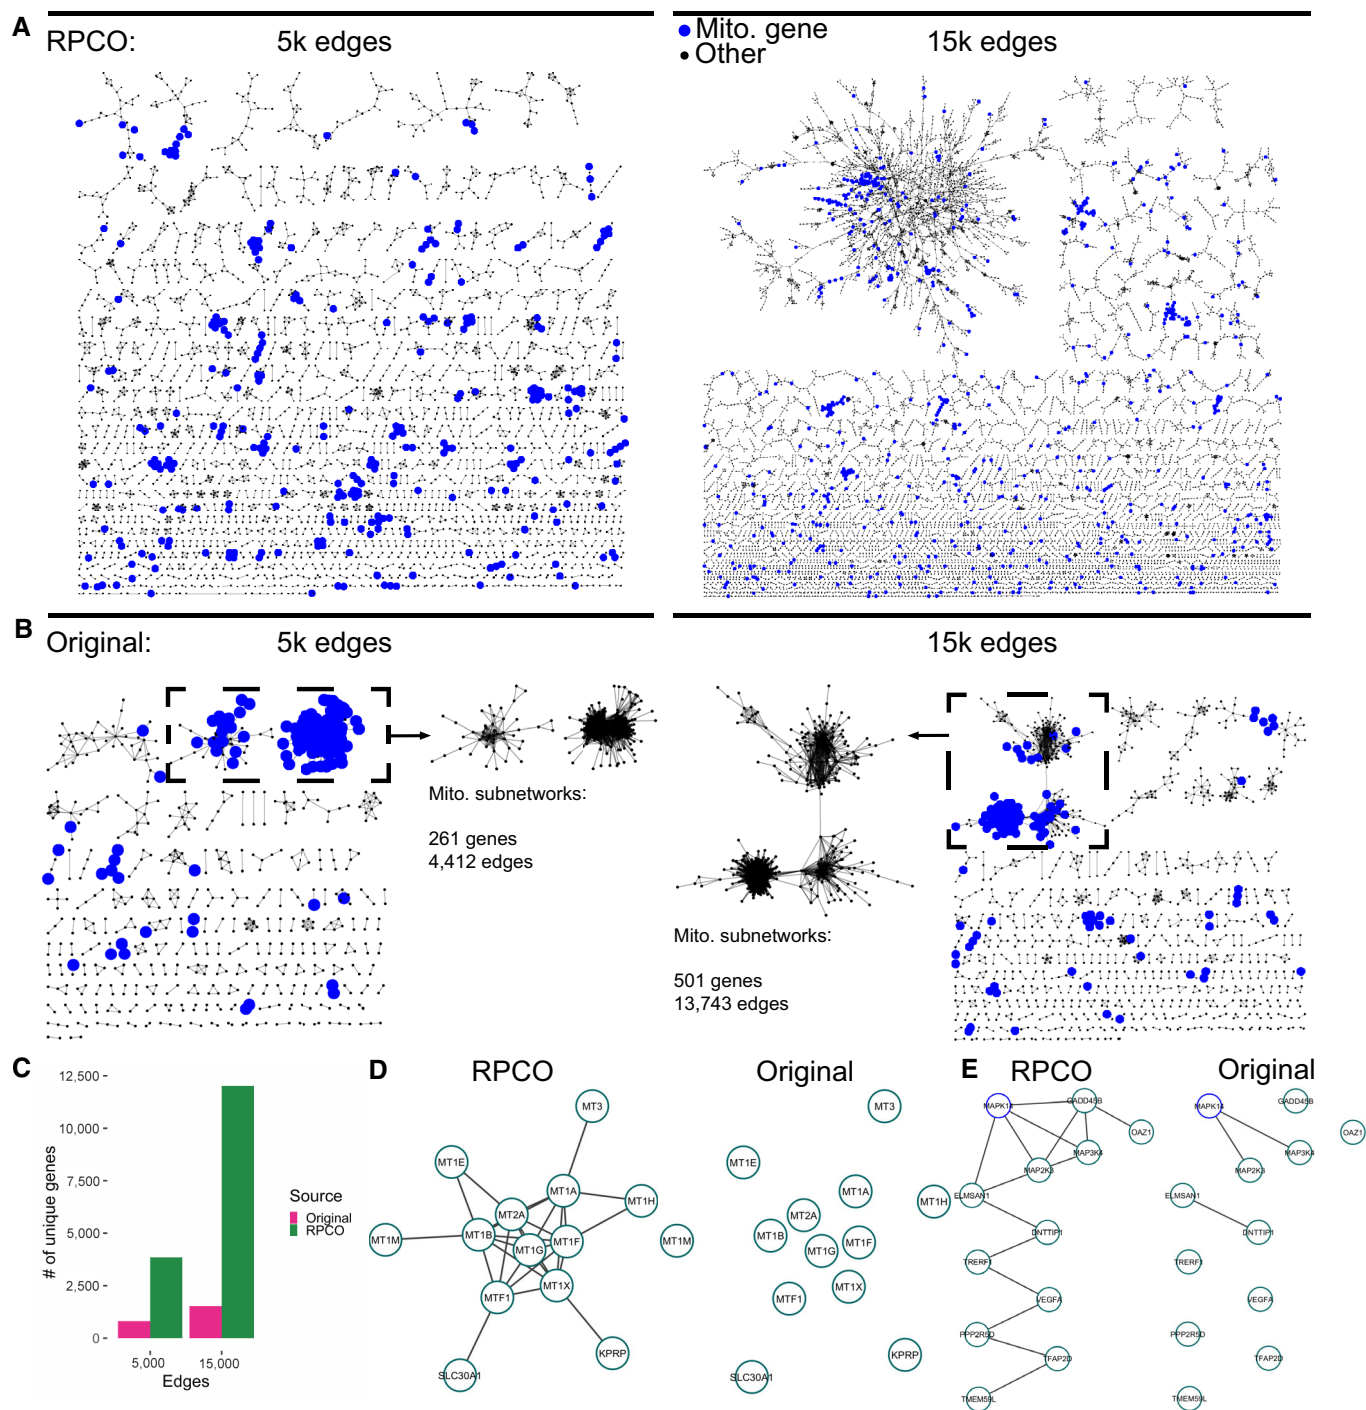 A
RPCO:
5k edges
Mito. gene
Other
15k edges
B
Original:
5k edges
15k edges
Mito. subnetworks:
261 genes
4,412 edges
Mito. subnetworks:
501 genes
13,743 edges
C
12,500
10,000
7,500
5,000
2,500
0
# of unique genes
5,000
15,000
Edges
Source
Original
RPCO
D
RPCO
MT3
MT1E
MT1A
MT1H
MT2A
MT1M
MT1B
MT1F
MT1G
MT1X
MTF1
KPRP
SLC30A1
Original
MT3
MT1E
MT1A
MT1H
MT2A
MT1M
MT1B
MT1F
MT1G
MT1X
MTF1
KPRP
SLC30A1
E
RPCO
MAPK14
GADD45B
OAZ1
MAP3K4
MAP2K3
ELMSAN1
DNTTIP1
TRERF1
VEGFA
PPP2R5D
TFAP2D
TMEM59L
Original
MAPK14
GADD45B
OAZ1
MAP3K4
MAP2K3
ELMSAN1
DNTTIP1
TRERF1
VEGFA
PPP2R5D
TFAP2D
TMEM59L